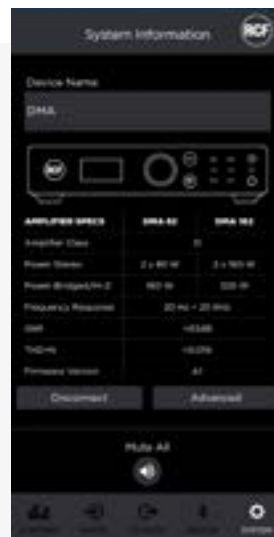 System Information
RCF
Device Name
DMA
RCF
AMPLIFIER SPECS DMA 82 DMA 162
Amplifier Class D
Power Stereo 2 x 80 W 2 x 160 W
Power Bridged/Hi-Z 160 W 320 W
Frequency Response 20 Hz - 20 kHz
SNR
THD+N
Firmware Version
Disconnect Advanced
Mute All